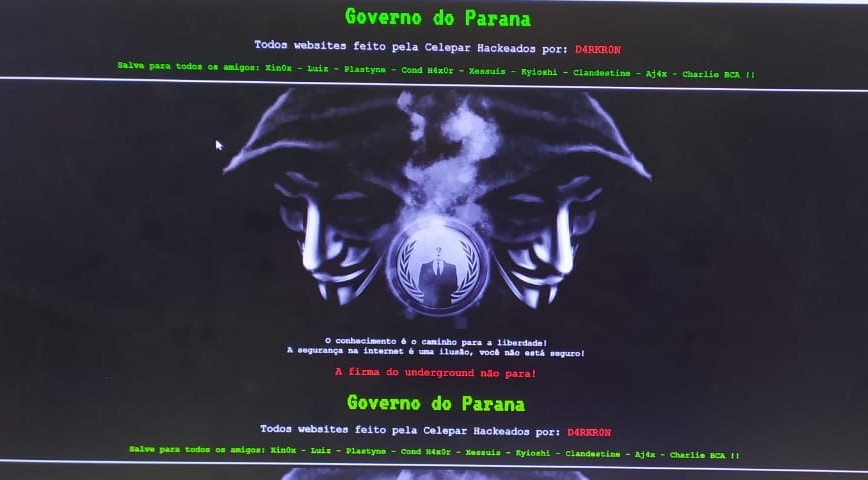 Governo do Parana
Todos websites feito pela Celepar Hackeados por: D4RKR0N
Salve para todos os amigos: Xin0x - Luiz - Plastyne - Cond H4x0r - Xessuis - Kyioshi - Clandestine - Aj4x - Charlie BCA !!
?
O conhecimento é o caminho para a liberdade!
A segurança na internet é uma ilusão, você não está seguro!
A firma do underground não para!
Governo do Parana
Todos websites feito pela Celepar Hackeados por: D4RKR0N
Salve para todos os amigos: Xin0x - Luiz - Plastyne - Cond H4x0r - Xessuis - Kyioshi - Clandestine - Aj4x - Charlie BCA !!